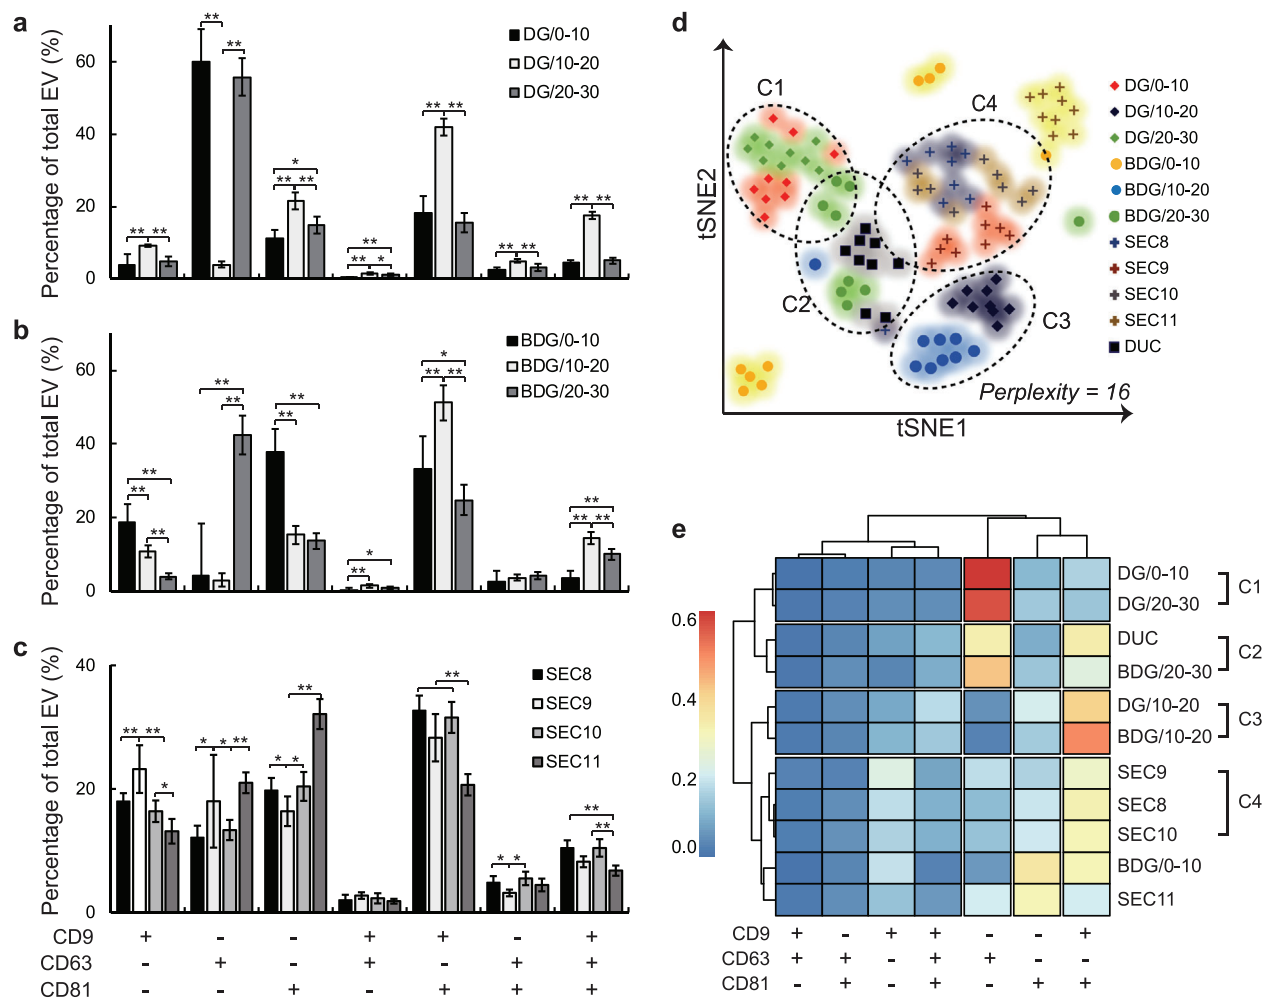 a
Percentage of total EV (%)
60
40
20
0
** ** ** ** * ** ** ** ** * ** ** ** ** ** **
DG/0-10
DG/10-20
DG/20-30
b
Percentage of total EV (%)
60
40
20
0
** ** ** ** ** ** ** * ** * ** ** ** ** **
BDG/0-10
BDG/10-20
BDG/20-30
c
Percentage of total EV (%)
40
20
0
** ** * * * ** * * ** ** * * ** **
SEC8
SEC9
SEC10
SEC11
CD9 + - - + + - +
CD63 - + - + - + +
CD81 - - + - + + +
d
tSNE2
tSNE1
C1
C2
C3
C4
Perplexity = 16
DG/0-10
DG/10-20
DG/20-30
BDG/0-10
BDG/10-20
BDG/20-30
SEC8
SEC9
SEC10
SEC11
DUC
e
0.6
0.4
0.2
0.0
DG/0-10
DG/20-30
C1
DUC
BDG/20-30
C2
DG/10-20
BDG/10-20
C3
SEC9
SEC8
SEC10
C4
BDG/0-10
SEC11
CD9 + - + + - - +
CD63 + + - + + - -
CD81 - + - + - + +